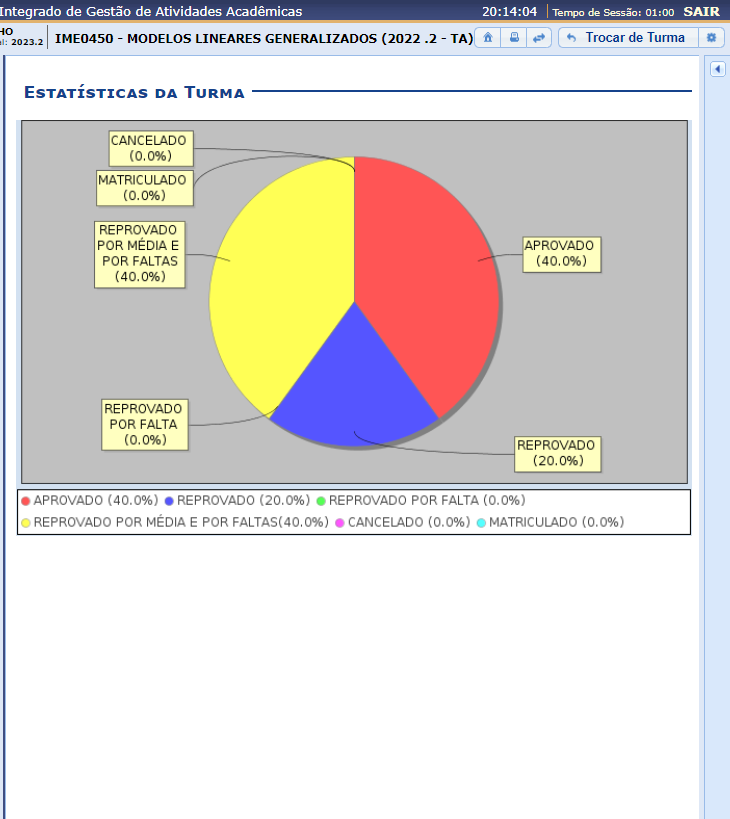 Integrado de Gestão de Atividades Acadêmicas
20:14:04
Tempo de Sessão: 01:00
SAIR
HO
el: 2023.2
IME0450 - MODELOS LINEARES GENERALIZADOS (2022 .2 - TA)
Trocar de Turma
Estatísticas da Turma
CANCELADO
(0.0%)
MATRICULADO
(0.0%)
REPROVADO
POR MÉDIA E
POR FALTAS
(40.0%)
APROVADO
(40.0%)
REPROVADO
POR FALTA
(0.0%)
REPROVADO
(20.0%)
APROVADO (40.0%) REPROVADO (20.0%) REPROVADO POR FALTA (0.0%)
REPROVADO POR MÉDIA E POR FALTAS(40.0%) CANCELADO (0.0%) MATRICULADO (0.0%)